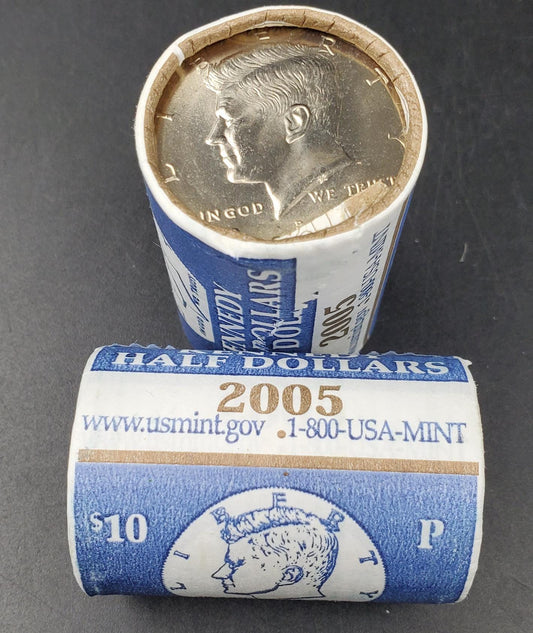 LIBERTY
IN GOD WE TRUST
P
KENNEDY
DOLLARS
2005
HALF DOLLARS
2005
www.usmint.gov . 1-800-USA-MINT
$10
LIBERTY
P